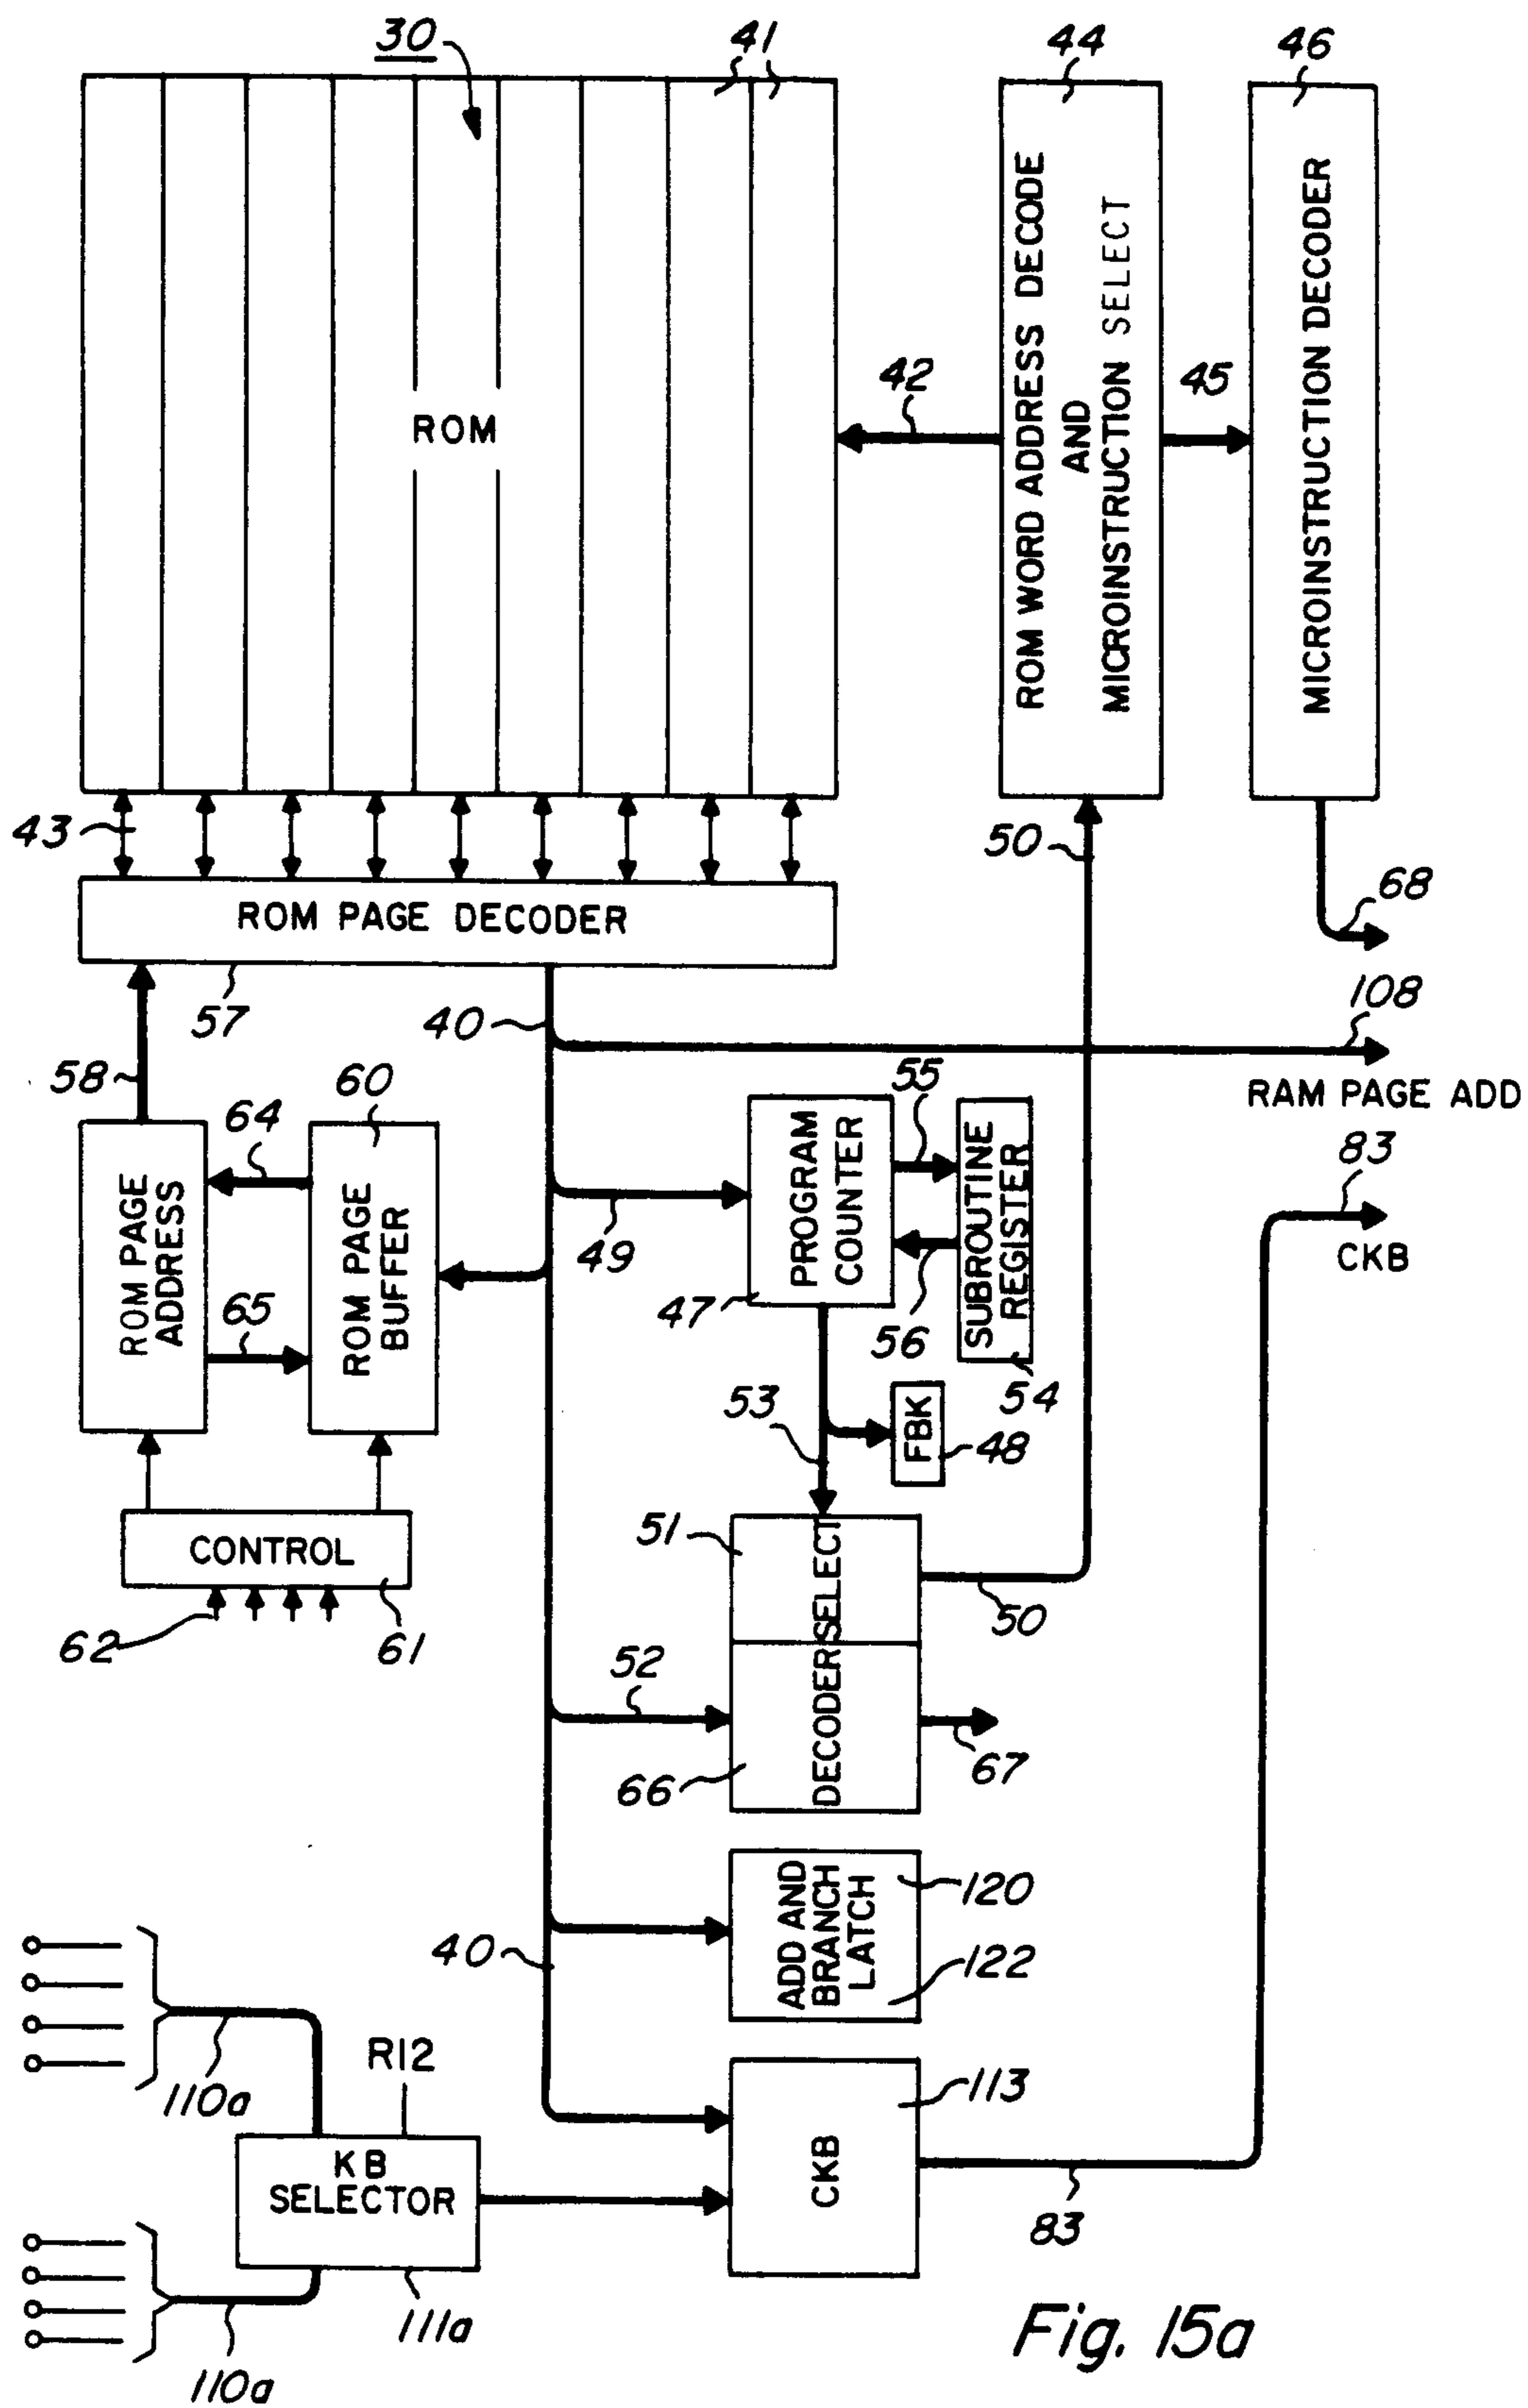 30
41
44
46
ROM
ROM WORD ADDRESS DECODE
AND
MICROINSTRUCTION SELECT
MICROINSTRUCTION DECODER
42
45
43
50
68
ROM PAGE DECODER
57
40
108
RAM PAGE ADD
58
60
64
55
83
CKB
ROM PAGE
ADDRESS
ROM PAGE
BUFFER
65
49
PROGRAM
COUNTER
SUBROUTINE
REGISTER
47
56
54
53
FBK
48
CONTROL
62
61
51
SELECT
50
52
DECODER
66
67
ADD AND
BRANCH
LATCH
120
122
40
110a
R12
KB
SELECTOR
111a
CKB
113
83
110a
Fig. 15a